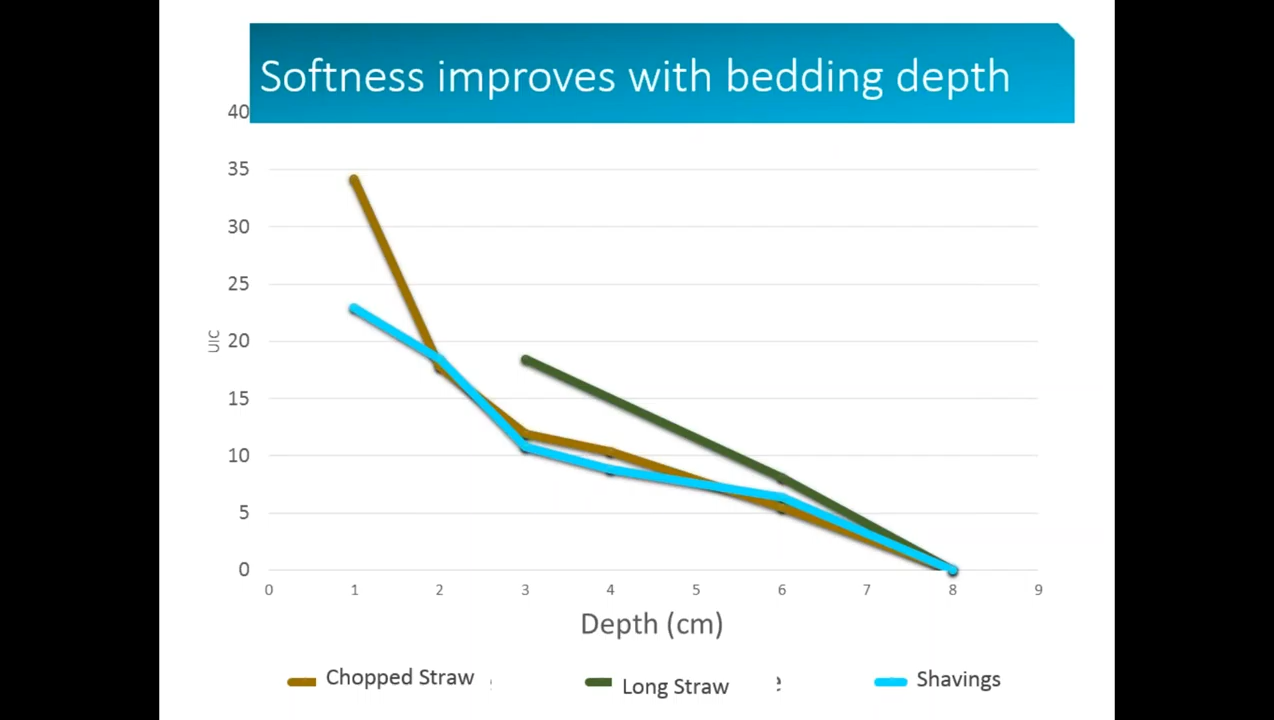 Softness improves with bedding depth
40
35
30
25
20
15
10
5
0
UIC
0 1 2 3 4 5 6 7 8 9
Depth (cm)
Chopped Straw Long Straw Shavings